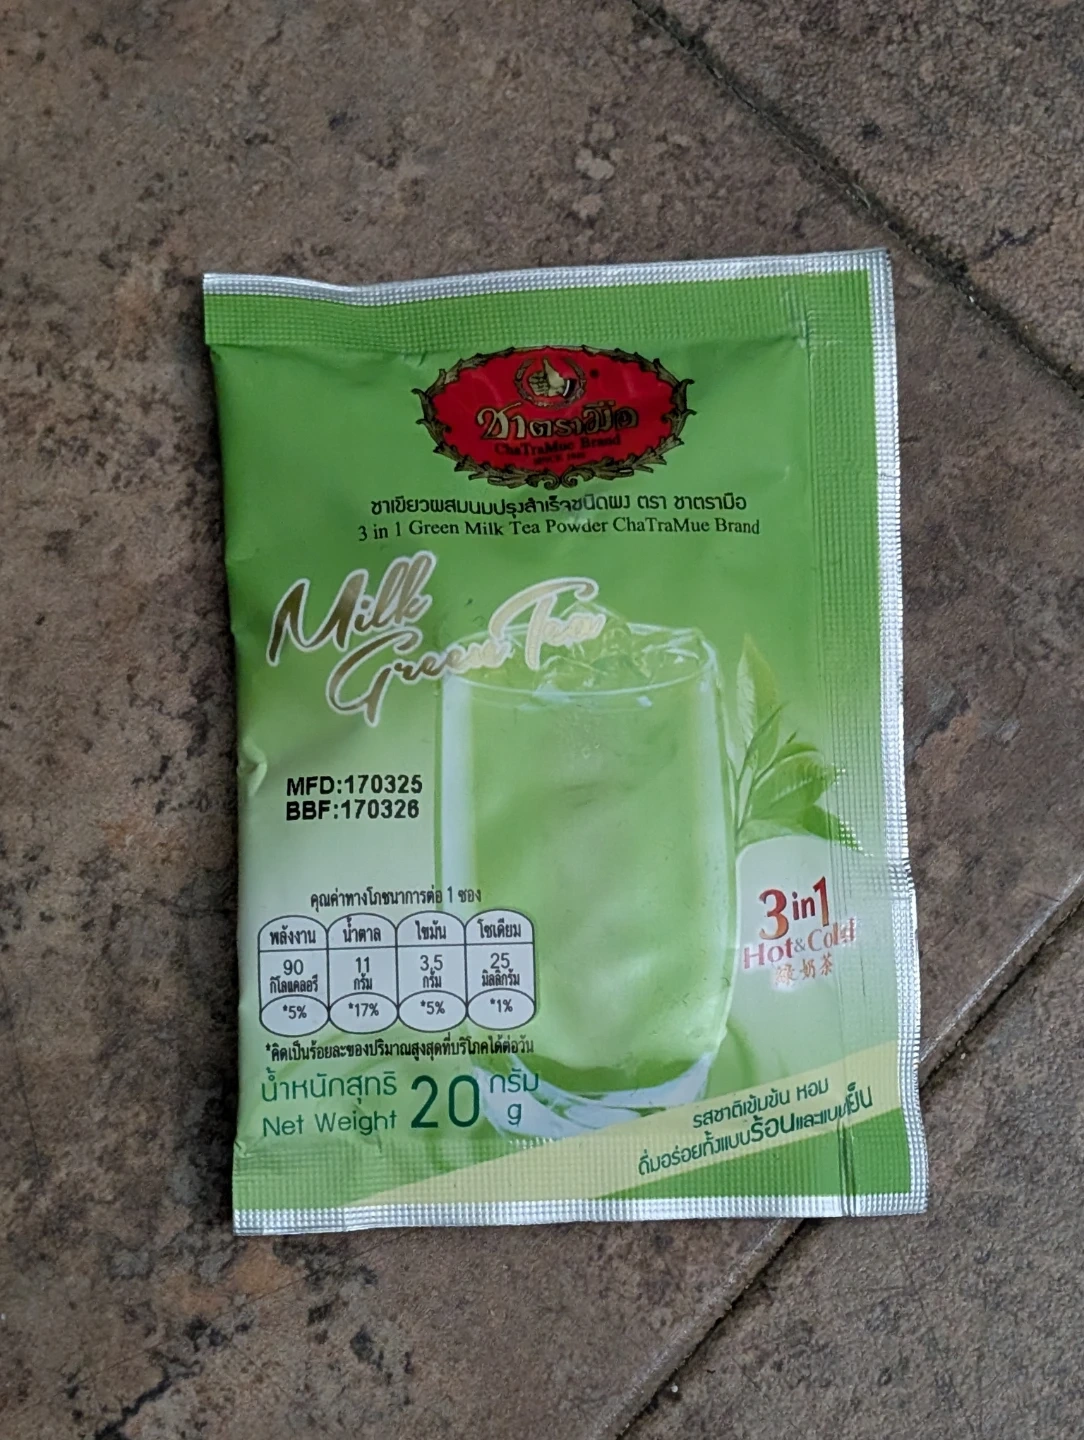 ชาตรามือ
ChaTraMue Brand
SINCE 1945
ชาเขียวผสมนมปรุงสำเร็จชนิดผง ตรา ชาตรามือ
3 in 1 Green Milk Tea Powder ChaTraMue Brand
Milk
Green Tea
MFD:170325
BBF:170326
คุณค่าทางโภชนาการต่อ 1 ซอง
พลังงาน น้ำตาล ไขมัน โซเดียม
90 11 3.5 25
กิโลแคลอรี กรัม กรัม มิลลิกรัม
*5% *17% *5% *1%
*คิดเป็นร้อยละของปริมาณสูงสุดที่บริโภคได้ต่อวัน
น้ำหนักสุทธิ 20 กรัม
Net Weight g
3in1
Hot&Cold
綠奶茶
รสชาติเข้มข้น หอม
ดื่มอร่อยทั้งแบบร้อนและแบบเย็น